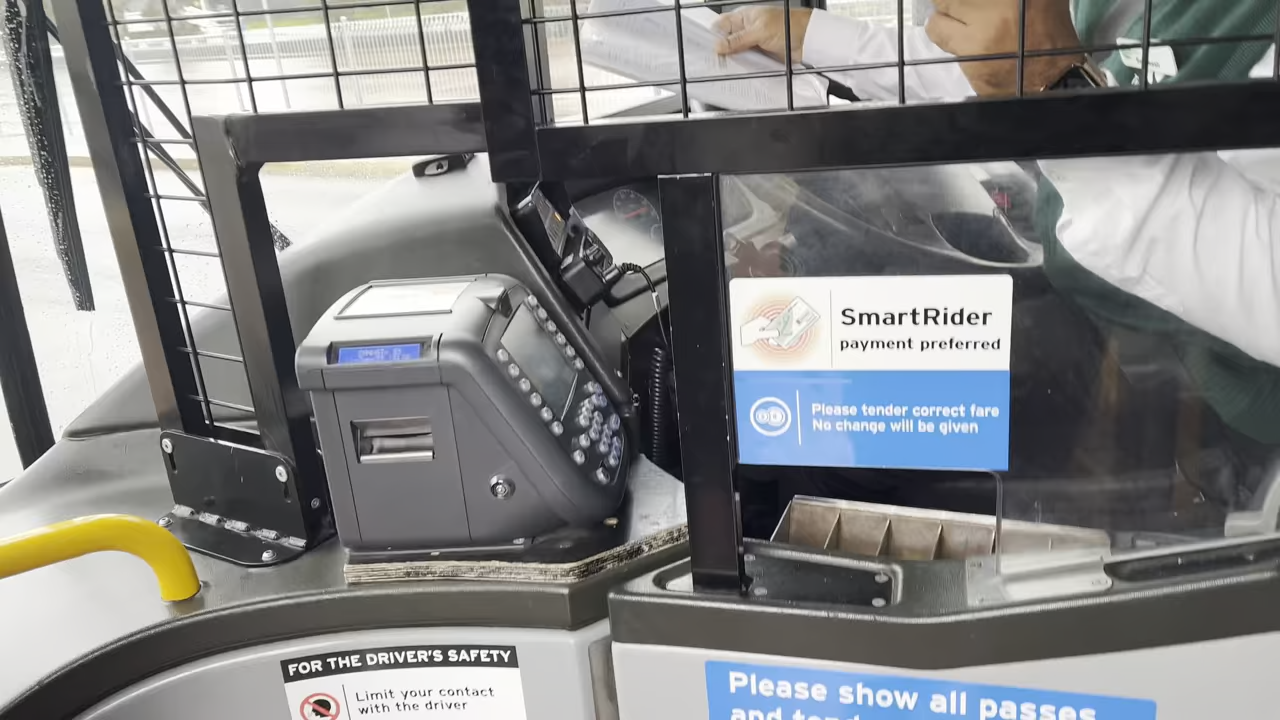 SmartRider
payment preferred
Please tender correct fare
No change will be given
FOR THE DRIVER'S SAFETY
Limit your contact
with the driver
Please show all passes
and